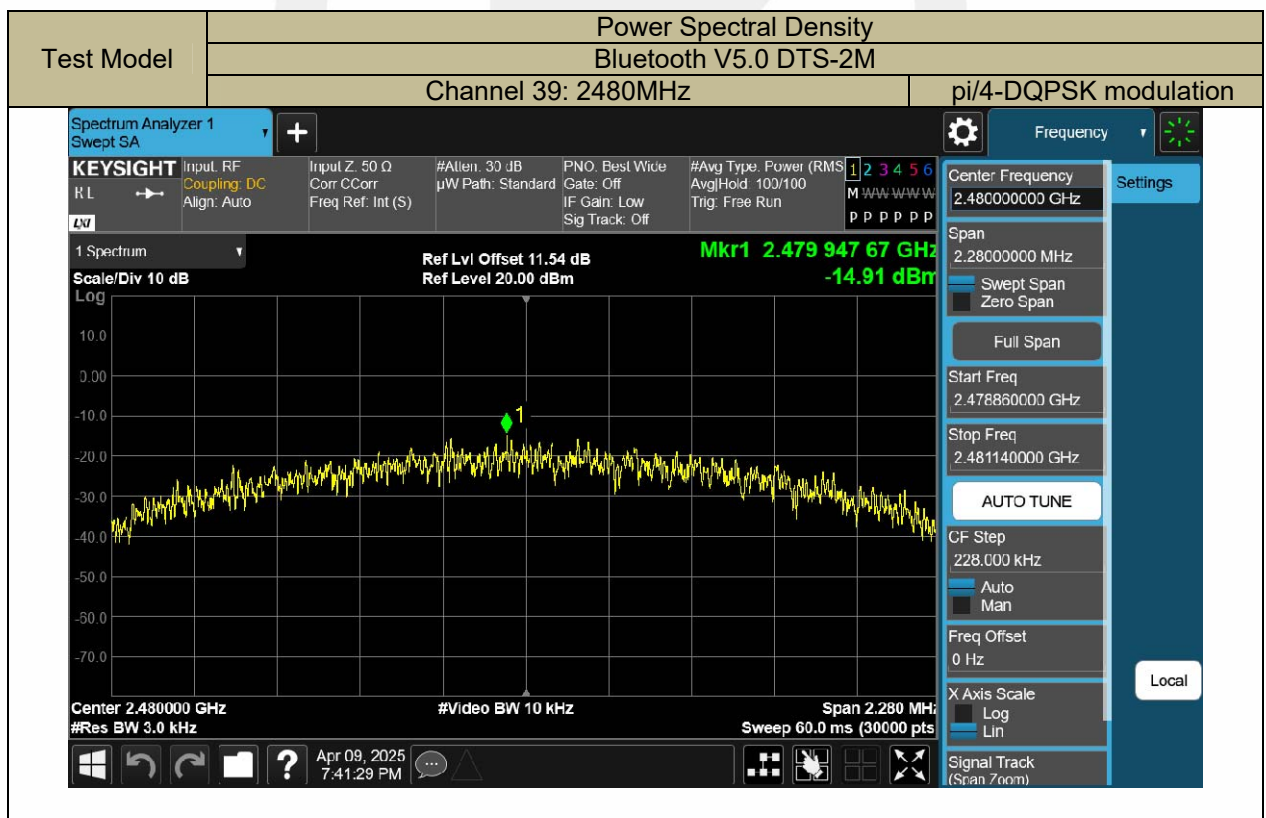 Test Model
Power Spectral Density
Bluetooth V5.0 DTS-2M
Channel 39: 2480MHz
pi/4-DQPSK modulation
Spectrum Analyzer 1
Swept SA
Frequency
KEYSIGHT
RL
LXI
Input: RF
Coupling: DC
Align: Auto
Input Z: 50 Ω
Corr CCorr
Freq Ref: Int (S)
#Atten: 30 dB
µW Path: Standard
PNO: Best Wide
Gate: Off
IF Gain: Low
Sig Track: Off
#Avg Type: Power (RMS
Avg|Hold: 100/100
Trig: Free Run
1 2 3 4 5 6
M W W W W W
P P P P P P
1 Spectrum
Scale/Div 10 dB
Log
Ref Lvl Offset 11.54 dB
Ref Level 20.00 dBm
Mkr1 2.479 947 67 GHz
-14.91 dBm
10.0
0.00
-10.0
-20.0
-30.0
-40.0
-50.0
-60.0
-70.0
1
Center 2.480000 GHz
#Res BW 3.0 kHz
#Video BW 10 kHz
Span 2.280 MHz
Sweep 60.0 ms (30000 pts
?
Apr 09, 2025
7:41:29 PM
Center Frequency
2.480000000 GHz
Settings
Span
2.28000000 MHz
Swept Span
Zero Span
Full Span
Start Freq
2.478860000 GHz
Stop Freq
2.481140000 GHz
AUTO TUNE
CF Step
228.000 kHz
Auto
Man
Freq Offset
0 Hz
X Axis Scale
Log
Lin
Local
Signal Track
(Span Zoom)